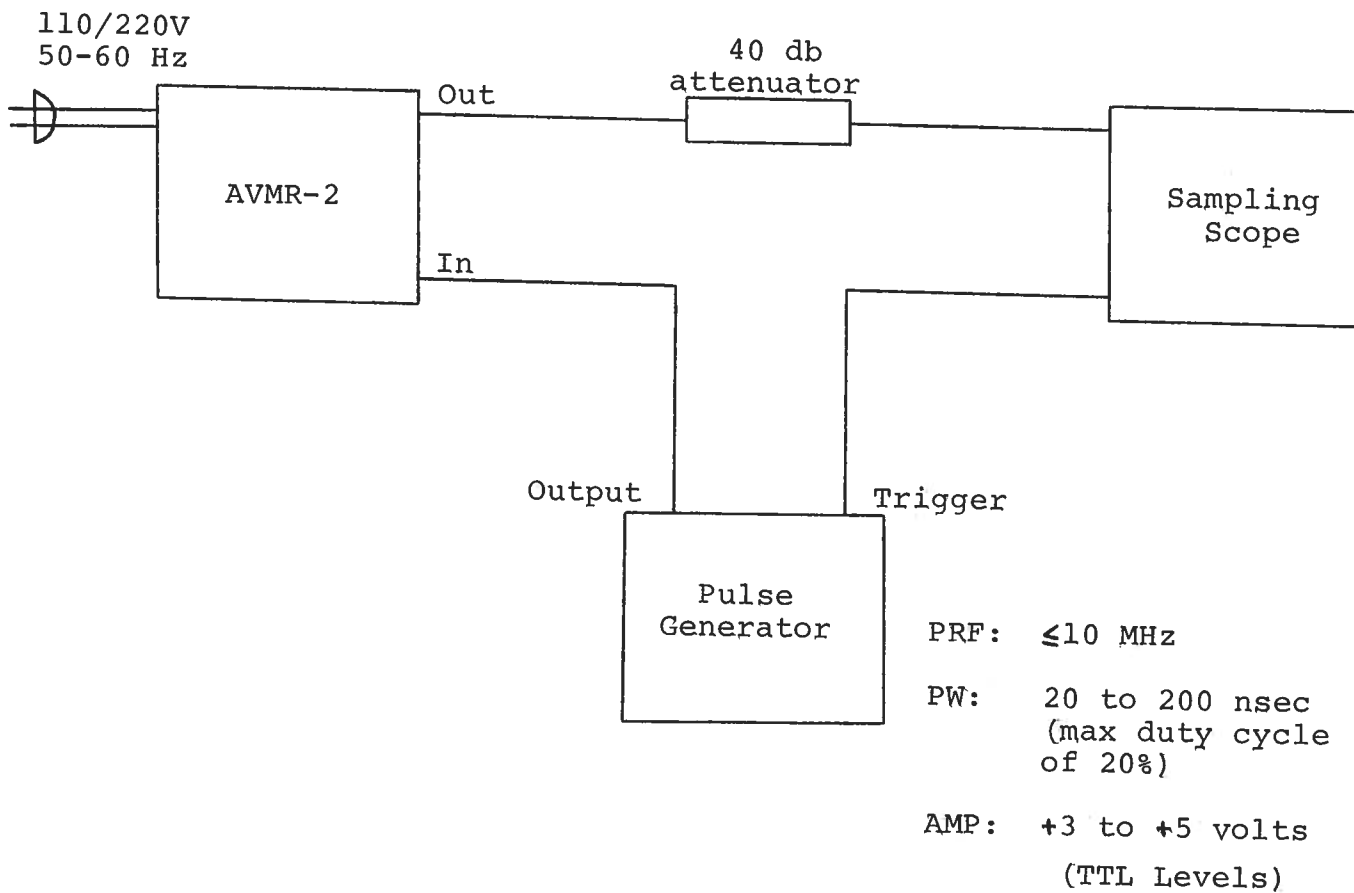 110/220V
50-60 Hz
40 db
attenuator
Out
AVMR-2
Sampling
Scope
In
Output
Trigger
Pulse
Generator
PRF: ≤10 MHz
PW: 20 to 200 nsec
(max duty cycle
of 20%)
AMP: +3 to +5 volts
(TTL Levels)